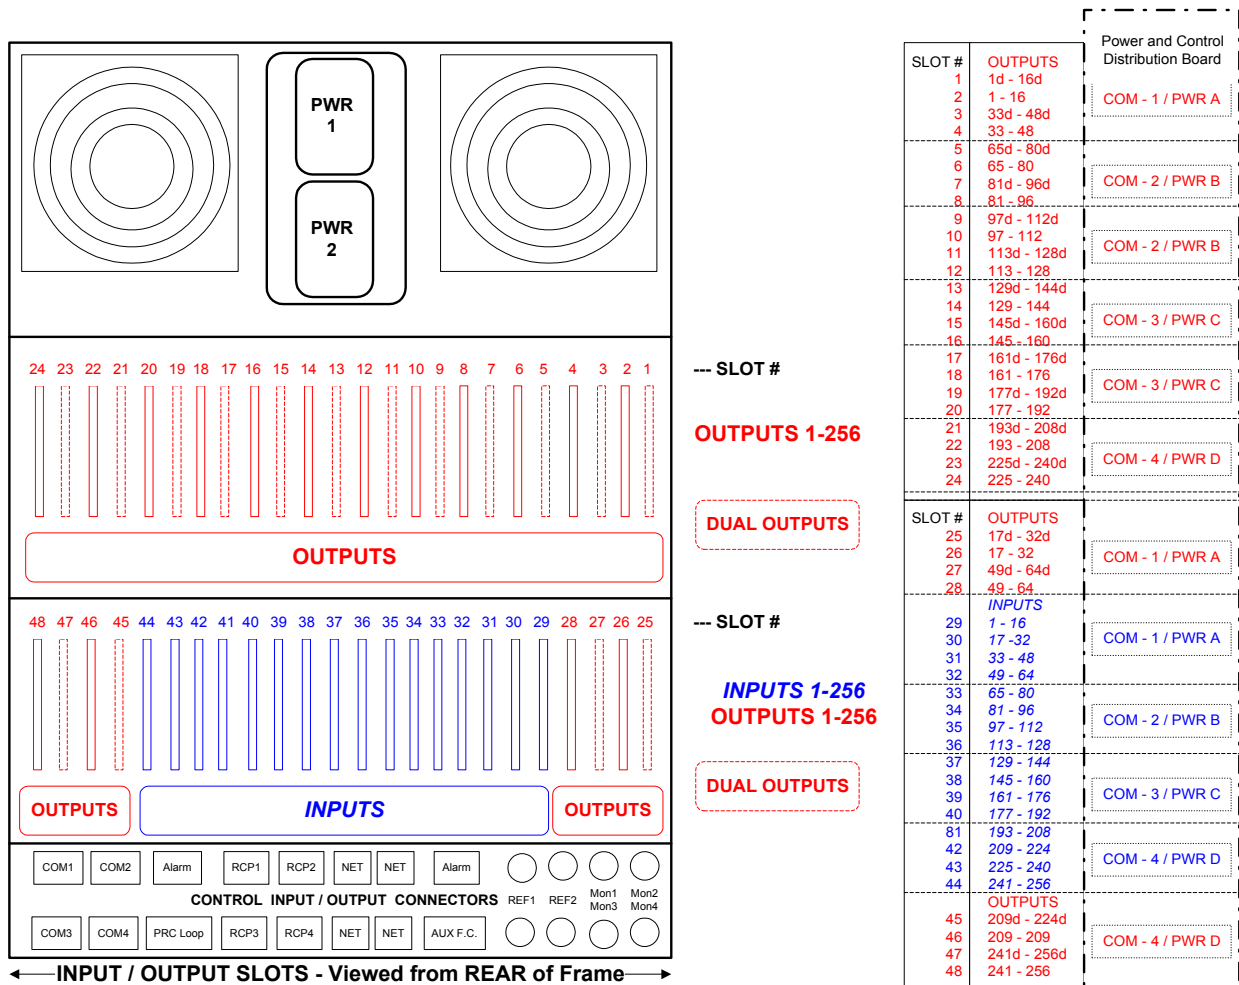 PWR
1
PWR
2
24 23 22 21 20 19 18 17 16 15 14 13 12 11 10 9 8 7 6 5 4 3 2 1
--- SLOT #
OUTPUTS 1-256
DUAL OUTPUTS
OUTPUTS
48 47 46 45 44 43 42 41 40 39 38 37 36 35 34 33 32 31 30 29 28 27 26 25
--- SLOT #
INPUTS 1-256
OUTPUTS 1-256
DUAL OUTPUTS
OUTPUTS INPUTS OUTPUTS
COM1 COM2 Alarm RCP1 RCP2 NET NET Alarm
CONTROL INPUT / OUTPUT CONNECTORS REF1 REF2 Mon1 Mon2
Mon3 Mon4
COM3 COM4 PRC Loop RCP3 RCP4 NET NET AUX F.C.
INPUT / OUTPUT SLOTS - Viewed from REAR of Frame
Power and Control
Distribution Board
SLOT # OUTPUTS
1 1d - 16d
2 1 - 16
3 33d - 48d
4 33 - 48
COM - 1 / PWR A
5 65d - 80d
6 65 - 80
7 81d - 96d
8 81 - 96
COM - 2 / PWR B
9 97d - 112d
10 97 - 112
11 113d - 128d
12 113 - 128
COM - 2 / PWR B
13 129d - 144d
14 129 - 144
15 145d - 160d
16 145 - 160
COM - 3 / PWR C
17 161d - 176d
18 161 - 176
19 177d - 192d
20 177 - 192
COM - 3 / PWR C
21 193d - 208d
22 193 - 208
23 225d - 240d
24 225 - 240
COM - 4 / PWR D
SLOT # OUTPUTS
25 17d - 32d
26 17 - 32
27 49d - 64d
28 49 - 64
COM - 1 / PWR A
INPUTS
29 1 - 16
30 17 -32
31 33 - 48
32 49 - 64
COM - 1 / PWR A
33 65 - 80
34 81 - 96
35 97 - 112
36 113 - 128
COM - 2 / PWR B
37 129 - 144
38 145 - 160
39 161 - 176
40 177 - 192
COM - 3 / PWR C
81 193 - 208
42 209 - 224
43 225 - 240
44 241 - 256
COM - 4 / PWR D
OUTPUTS
45 209d - 224d
46 209 - 209
47 241d - 256d
48 241 - 256
COM - 4 / PWR D